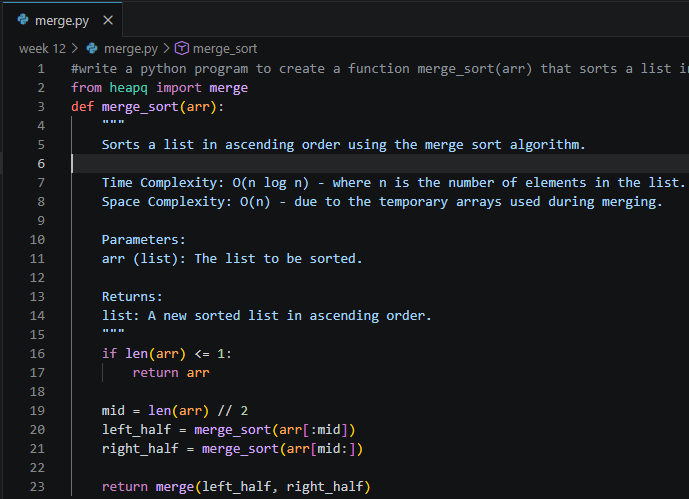 merge.py
week 12 > merge.py > merge_sort
1 #write a python program to create a function merge_sort(arr) that sorts a list i
2 from heapq import merge
3 def merge_sort(arr):
4     """
5     Sorts a list in ascending order using the merge sort algorithm.
6
7     Time Complexity: O(n log n) - where n is the number of elements in the list.
8     Space Complexity: O(n) - due to the temporary arrays used during merging.
9
10     Parameters:
11     arr (list): The list to be sorted.
12
13     Returns:
14     list: A new sorted list in ascending order.
15     """
16     if len(arr) <= 1:
17         return arr
18
19     mid = len(arr) // 2
20     left_half = merge_sort(arr[:mid])
21     right_half = merge_sort(arr[mid:])
22
23     return merge(left_half, right_half)